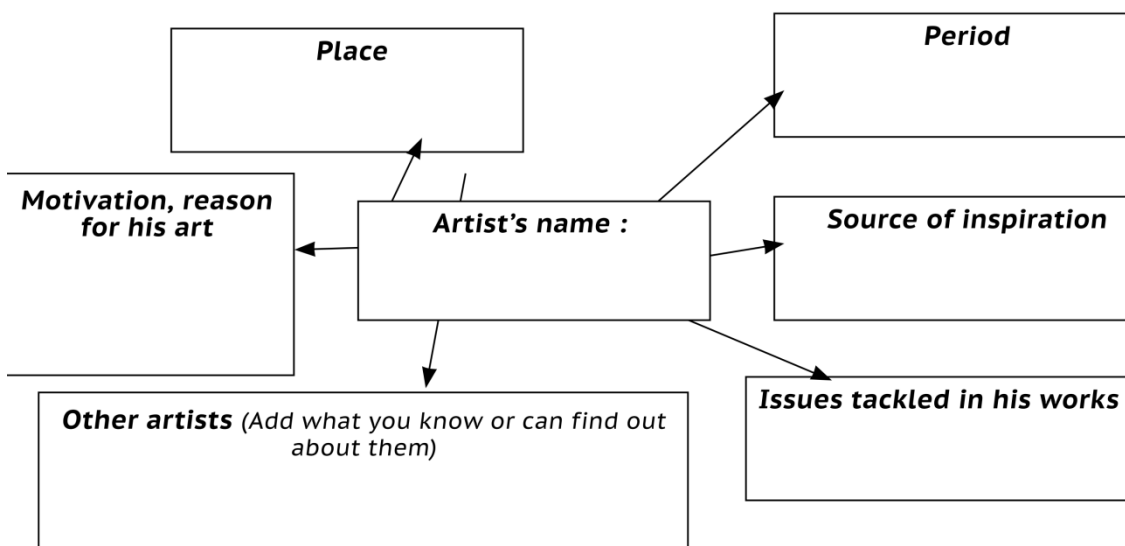 Place
Period
Motivation, reason
for his art
Artist's name :
Source of inspiration
Issues tackled in his works
Other artists (Add what you know or can find out
about them)